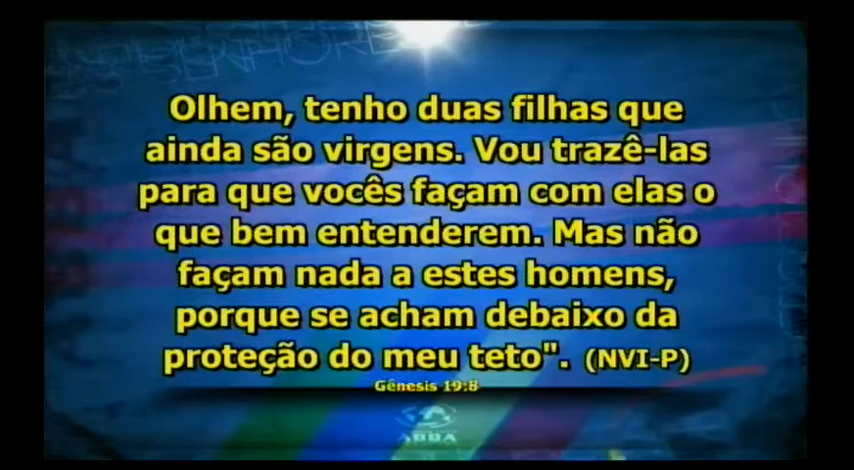 SENHOR
Olhem, tenho duas filhas que
ainda são virgens. Vou trazê-las
para que vocês façam com elas o
que bem entenderem. Mas não
façam nada a estes homens,
porque se acham debaixo da
proteção do meu teto". (NVI-P)
Gênesis 19:8
ABBA